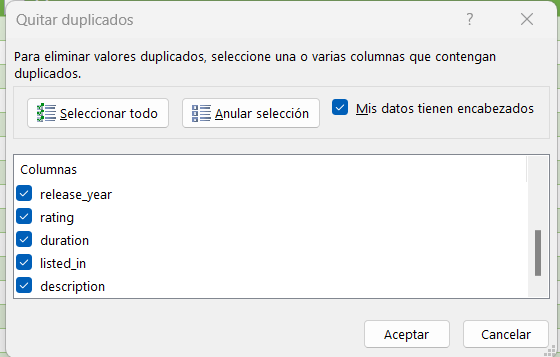 Quitar duplicados
?
Para eliminar valores duplicados, seleccione una o varias columnas que contengan
duplicados.
Seleccionar todo
Anular selección
Mis datos tienen encabezados
Columnas
release_year
rating
duration
listed_in
description
Aceptar
Cancelar